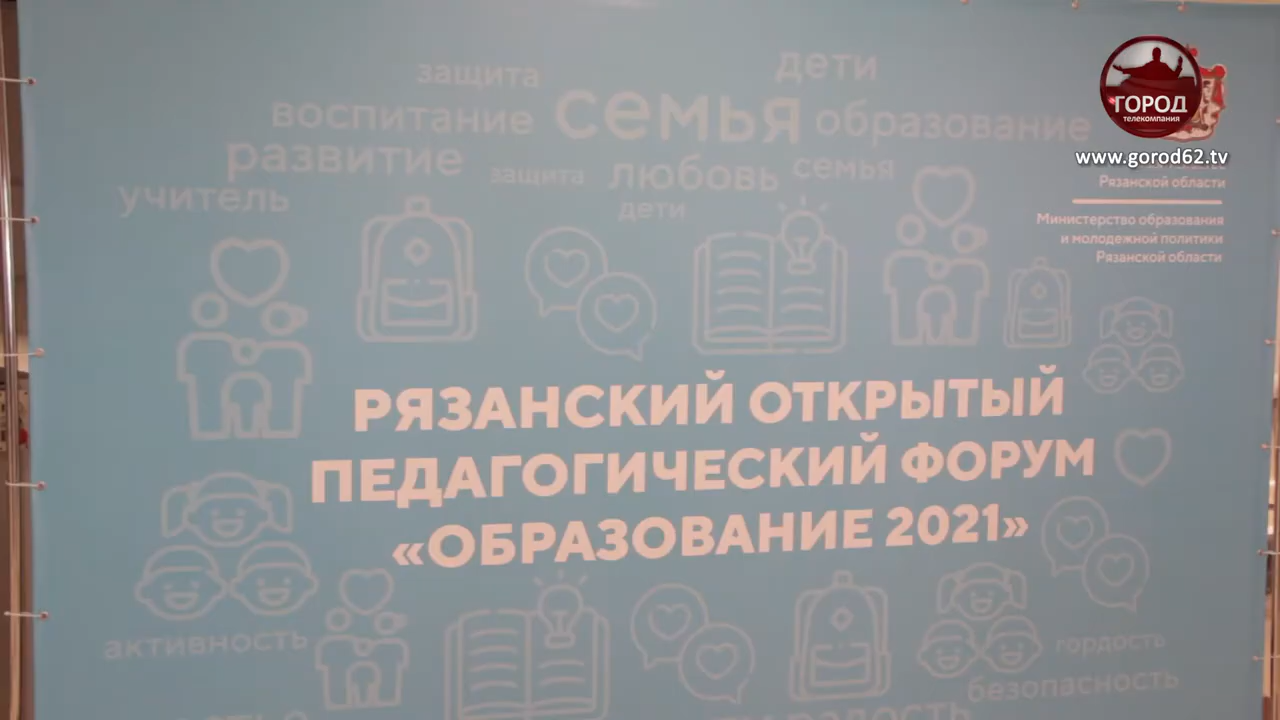 защита
дети
воспитание
семья
образование
развитие
защита
любовь
семья
учитель
дети
ГОРОД
телекомпания
www.gorod62.tv
Рязанской области
Министерство образования
и молодежной политики
Рязанской области
РЯЗАНСКИЙ ОТКРЫТЫЙ
ПЕДАГОГИЧЕСКИЙ ФОРУМ
«ОБРАЗОВАНИЕ 2021»
активность
гордость
безопасность
радость